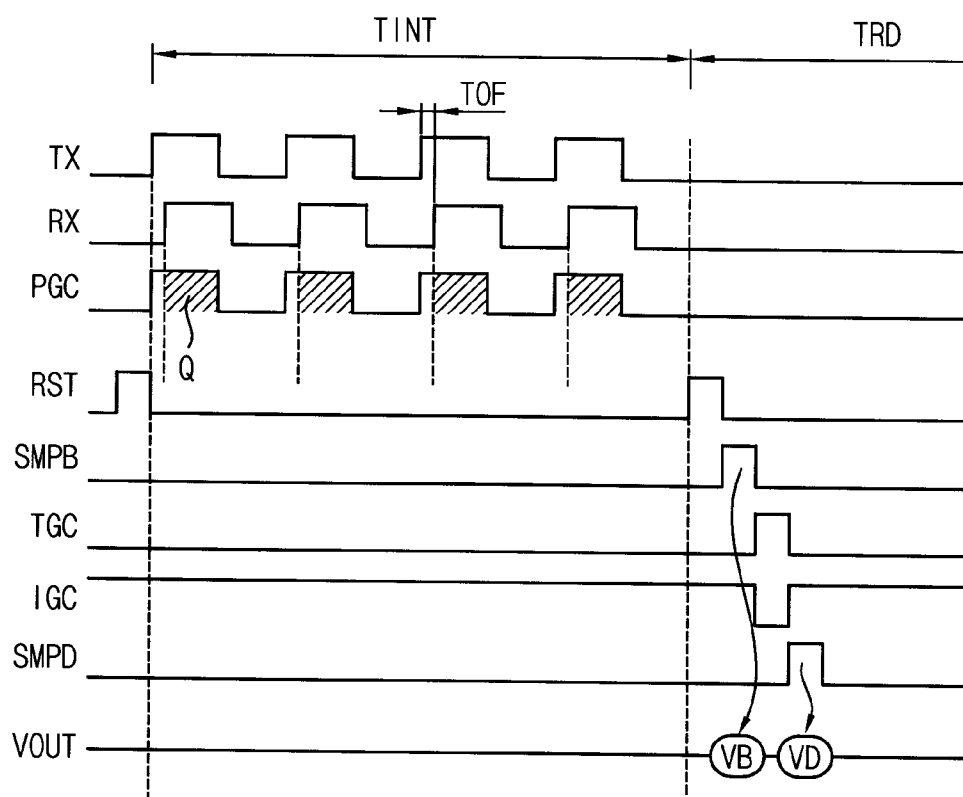 TINT TRD
TOF
TX
RX
PGC
Q
RST
SMPB
TGC
IGC
SMPD
VOUT VB VD